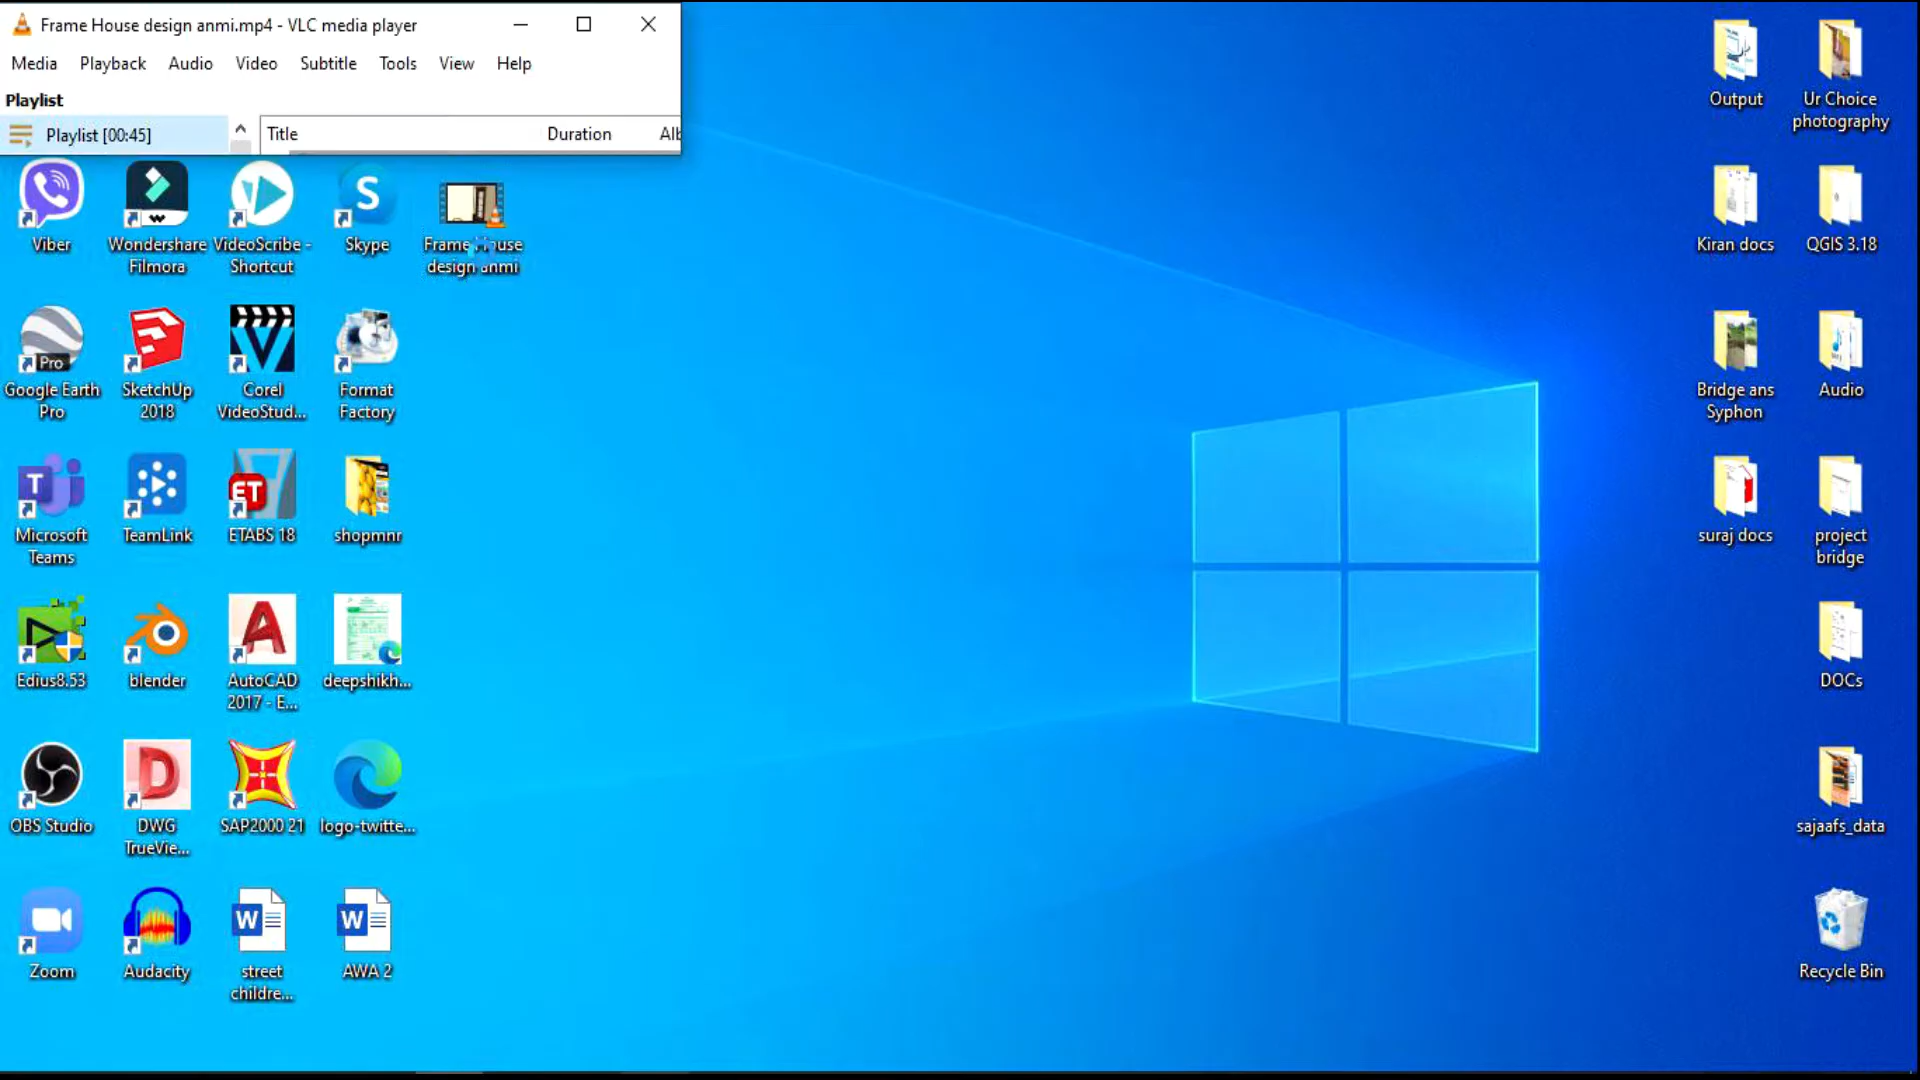 Frame House design anmi.mp4 - VLC media player
Media Playback Audio Video Subtitle Tools View Help
Playlist
Playlist [00:45]
Title Duration Alb
Viber
Wondershare
Filmora
VideoScribe -
Shortcut
Skype
Frame House
design anmi
Pro
Google Earth
Pro
SketchUp
2018
Corel
VideoStud...
Format
Factory
Microsoft
Teams
TeamLink
ET
ETABS 18
shopmnr
Edius8.53
blender
AutoCAD
2017 - E...
deepshikh...
OBS Studio
DWG
TrueVie...
SAP2000 21
logo-twitte...
Zoom
Audacity
street
childre...
AWA 2
Output
Ur Choice
photography
Kiran docs
QGIS 3.18
Bridge ans
Syphon
Audio
suraj docs
project
bridge
DOCs
sajaafs_data
Recycle Bin